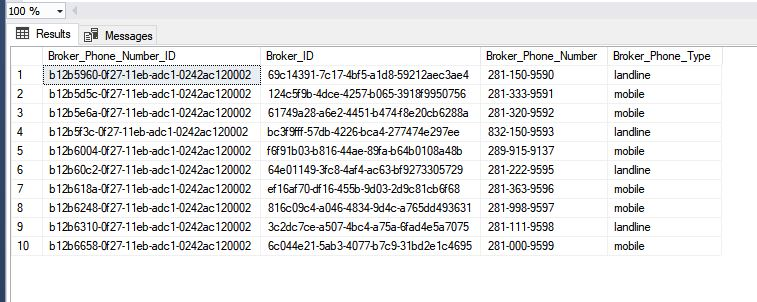 100 %
Results Messages
Broker_Phone_Number_ID Broker_ID Broker_Phone_Number Broker_Phone_Type
1 b12b5960-0f27-11eb-adc1-0242ac120002 69c14391-7c17-4bf5-a1d8-59212aec3ae4 281-150-9590 landline
2 b12b5d5c-0f27-11eb-adc1-0242ac120002 124c5f9b-4dce-4257-b065-3918f9950756 281-333-9591 mobile
3 b12b5e6a-0f27-11eb-adc1-0242ac120002 61749a28-a6e2-4451-b474-f8e20cb6288a 281-320-9592 mobile
4 b12b5f3c-0f27-11eb-adc1-0242ac120002 bc3f9fff-57db-4226-bca4-277474e297ee 832-150-9593 landline
5 b12b6004-0f27-11eb-adc1-0242ac120002 f6f91b03-b816-44ae-89fa-b64b0108a48b 289-915-9137 mobile
6 b12b60c2-0f27-11eb-adc1-0242ac120002 64e01149-3fc8-4af4-ac63-bf9273305729 281-222-9595 landline
7 b12b618a-0f27-11eb-adc1-0242ac120002 ef16af70-df16-455b-9d03-2d9c81cb6f68 281-363-9596 mobile
8 b12b6248-0f27-11eb-adc1-0242ac120002 816c09c4-a046-4834-9d4c-a765dd493631 281-998-9597 mobile
9 b12b6310-0f27-11eb-adc1-0242ac120002 3c2dc7ce-a507-4bc4-a75a-6fad4e5a7075 281-111-9598 landline
10 b12b6658-0f27-11eb-adc1-0242ac120002 6c044e21-5ab3-4077-b7c9-31bd2e1c4695 281-000-9599 mobile